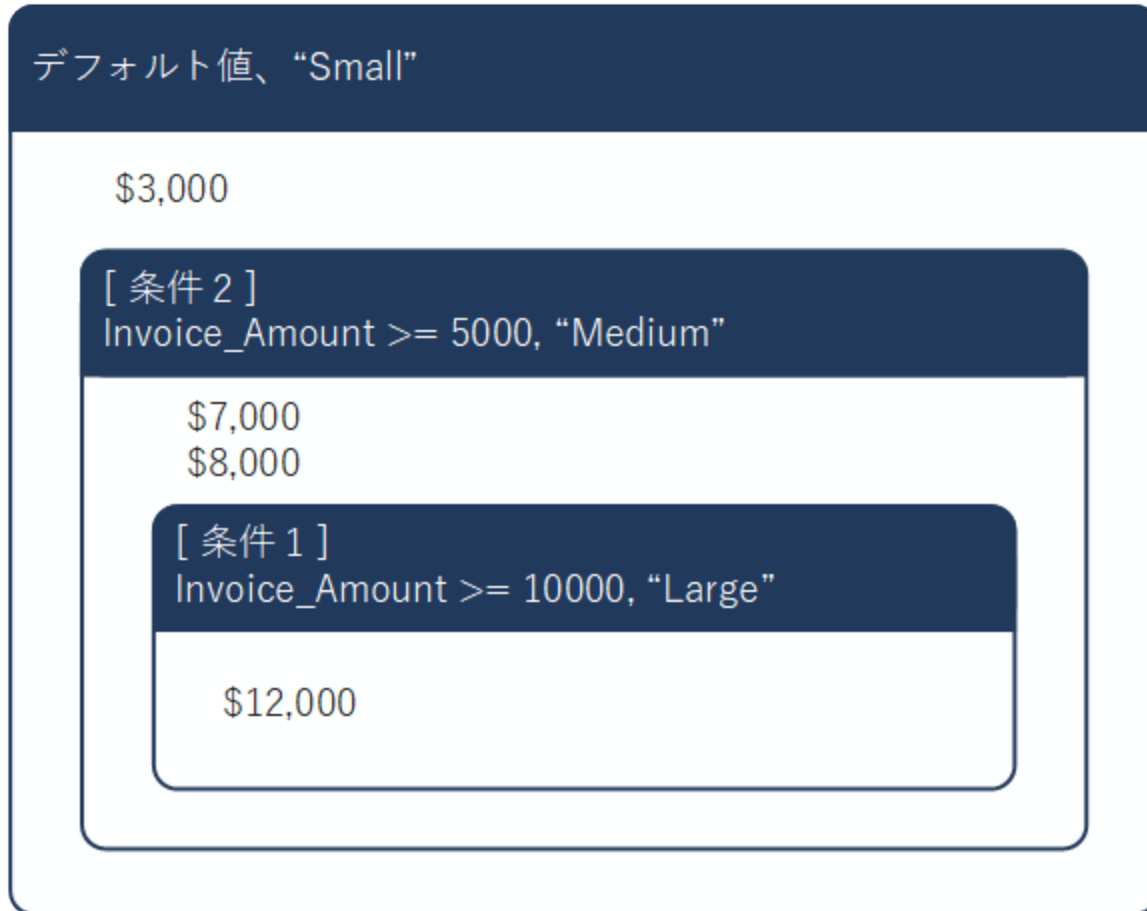 デフォルト値、“Small”
$3,000
[ 条件 2 ]
Invoice_Amount >= 5000, “Medium”
$7,000
$8,000
[ 条件 1 ]
Invoice_Amount >= 10000, “Large”
$12,000